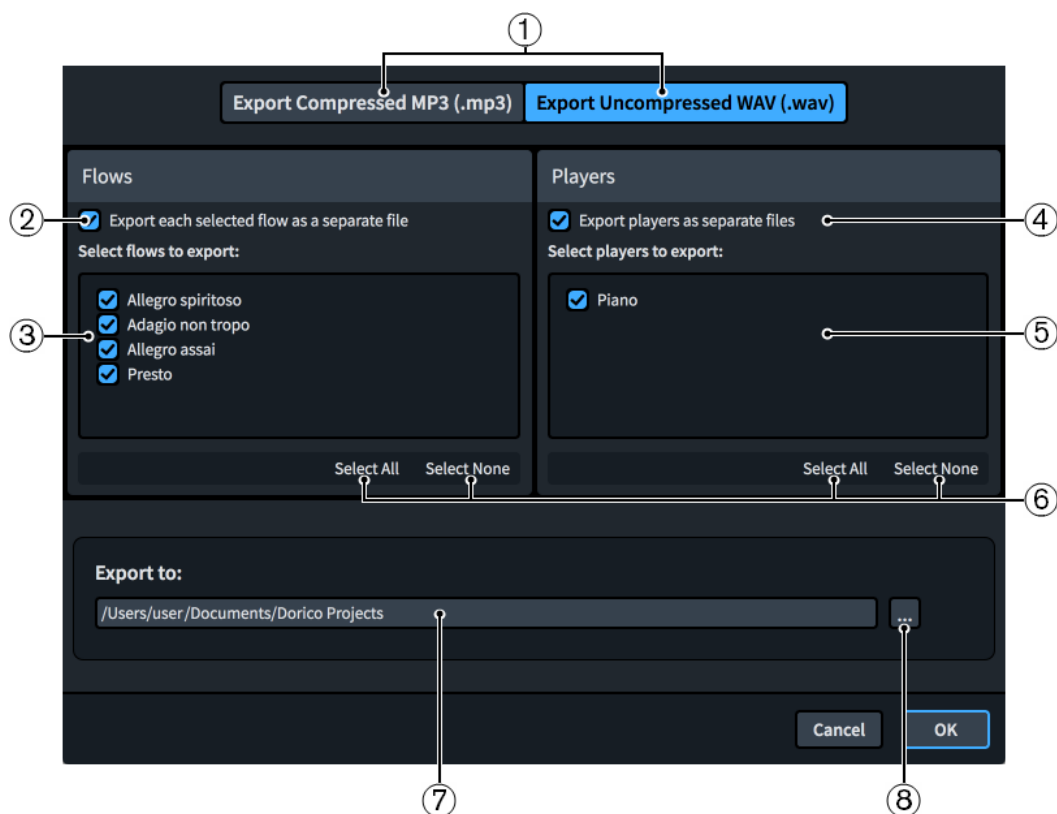 ①
Export Compressed MP3 (.mp3) Export Uncompressed WAV (.wav)
Flows Players
② Export each selected flow as a separate file Export players as separate files ④
Select flows to export: Select players to export:
Allegro spiritoso Piano
Adagio non tropo
③ ⑤
Allegro assai
Presto
Select All Select None Select All Select None
⑥
Export to:
/Users/user/Documents/Dorico Projects ...
Cancel OK
⑦ ⑧